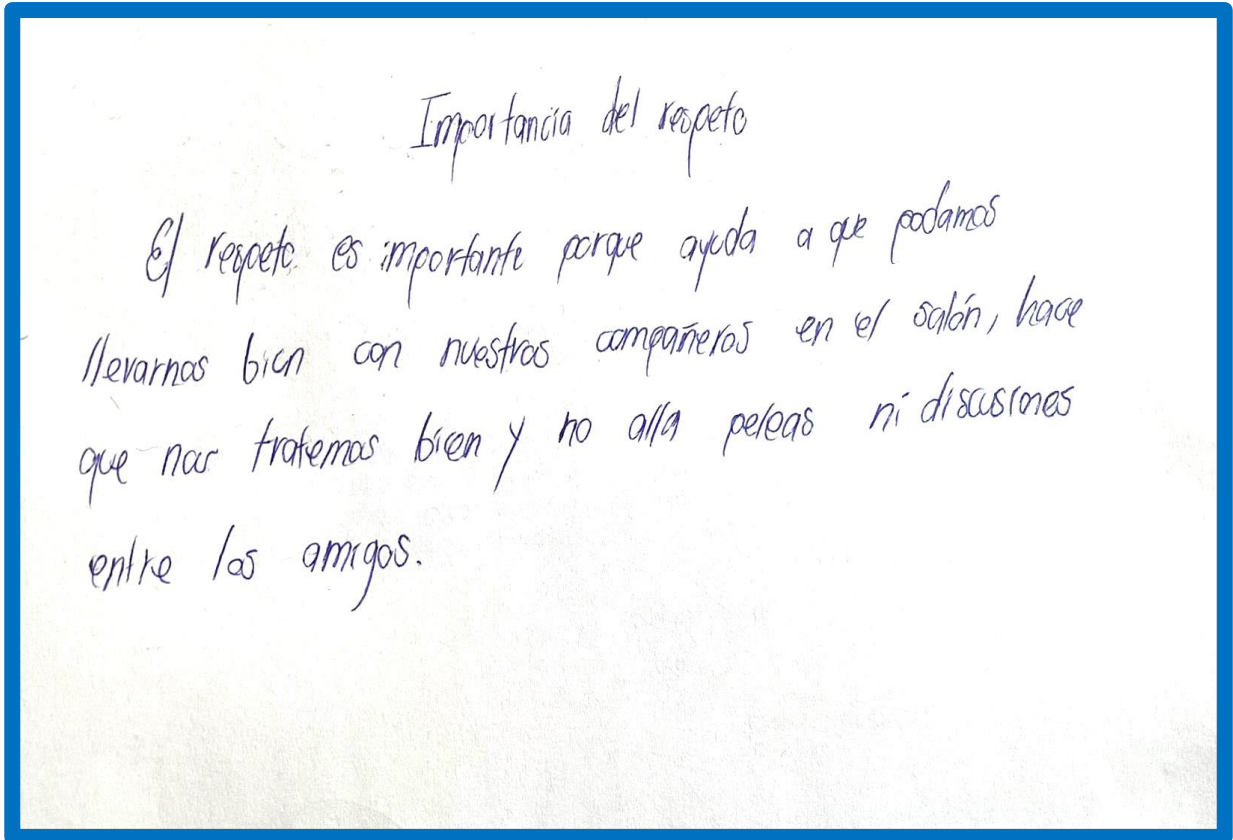 Importancia del respeto
El respeto es importante porque ayuda a que podamos
llevarnos bien con nuestros compañeros en el salón, hace
que nos tratemos bien y no alla peleas ni discusiones
entre los amigos.